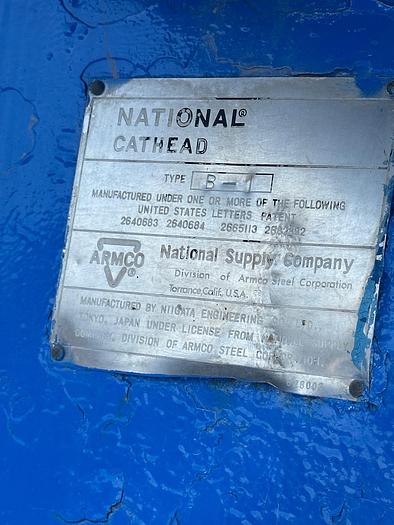 NATIONAL®
CATHEAD
TYPE B-1
MANUFACTURED UNDER ONE OR MORE OF THE FOLLOWING
UNITED STATES LETTERS PATENT
2640683 2640684 2665113
ARMCO®
National Supply Company
Division of Armco Steel Corporation
Torrance, Calif., U.S.A.
MANUFACTURED BY NIIGATA ENGINEERING
TOKYO, JAPAN UNDER LICENSE FROM
COMPANY, DIVISION OF ARMCO STEEL